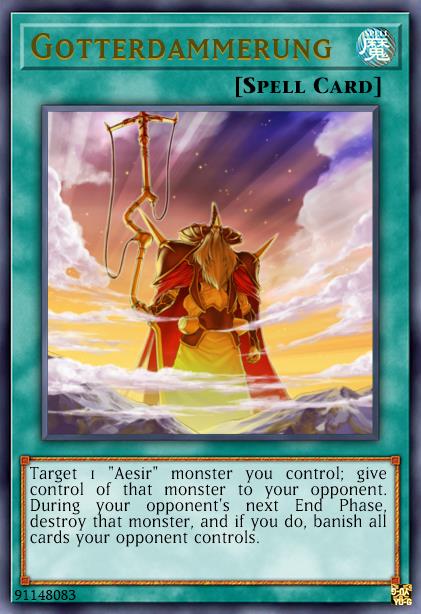 GOTTERDAMMERUNG
魔
[SPELL CARD]
Target 1 "Aesir" monster you control; give
control of that monster to your opponent.
During your opponent's next End Phase,
destroy that monster, and if you do, banish all
cards your opponent controls.
91148083